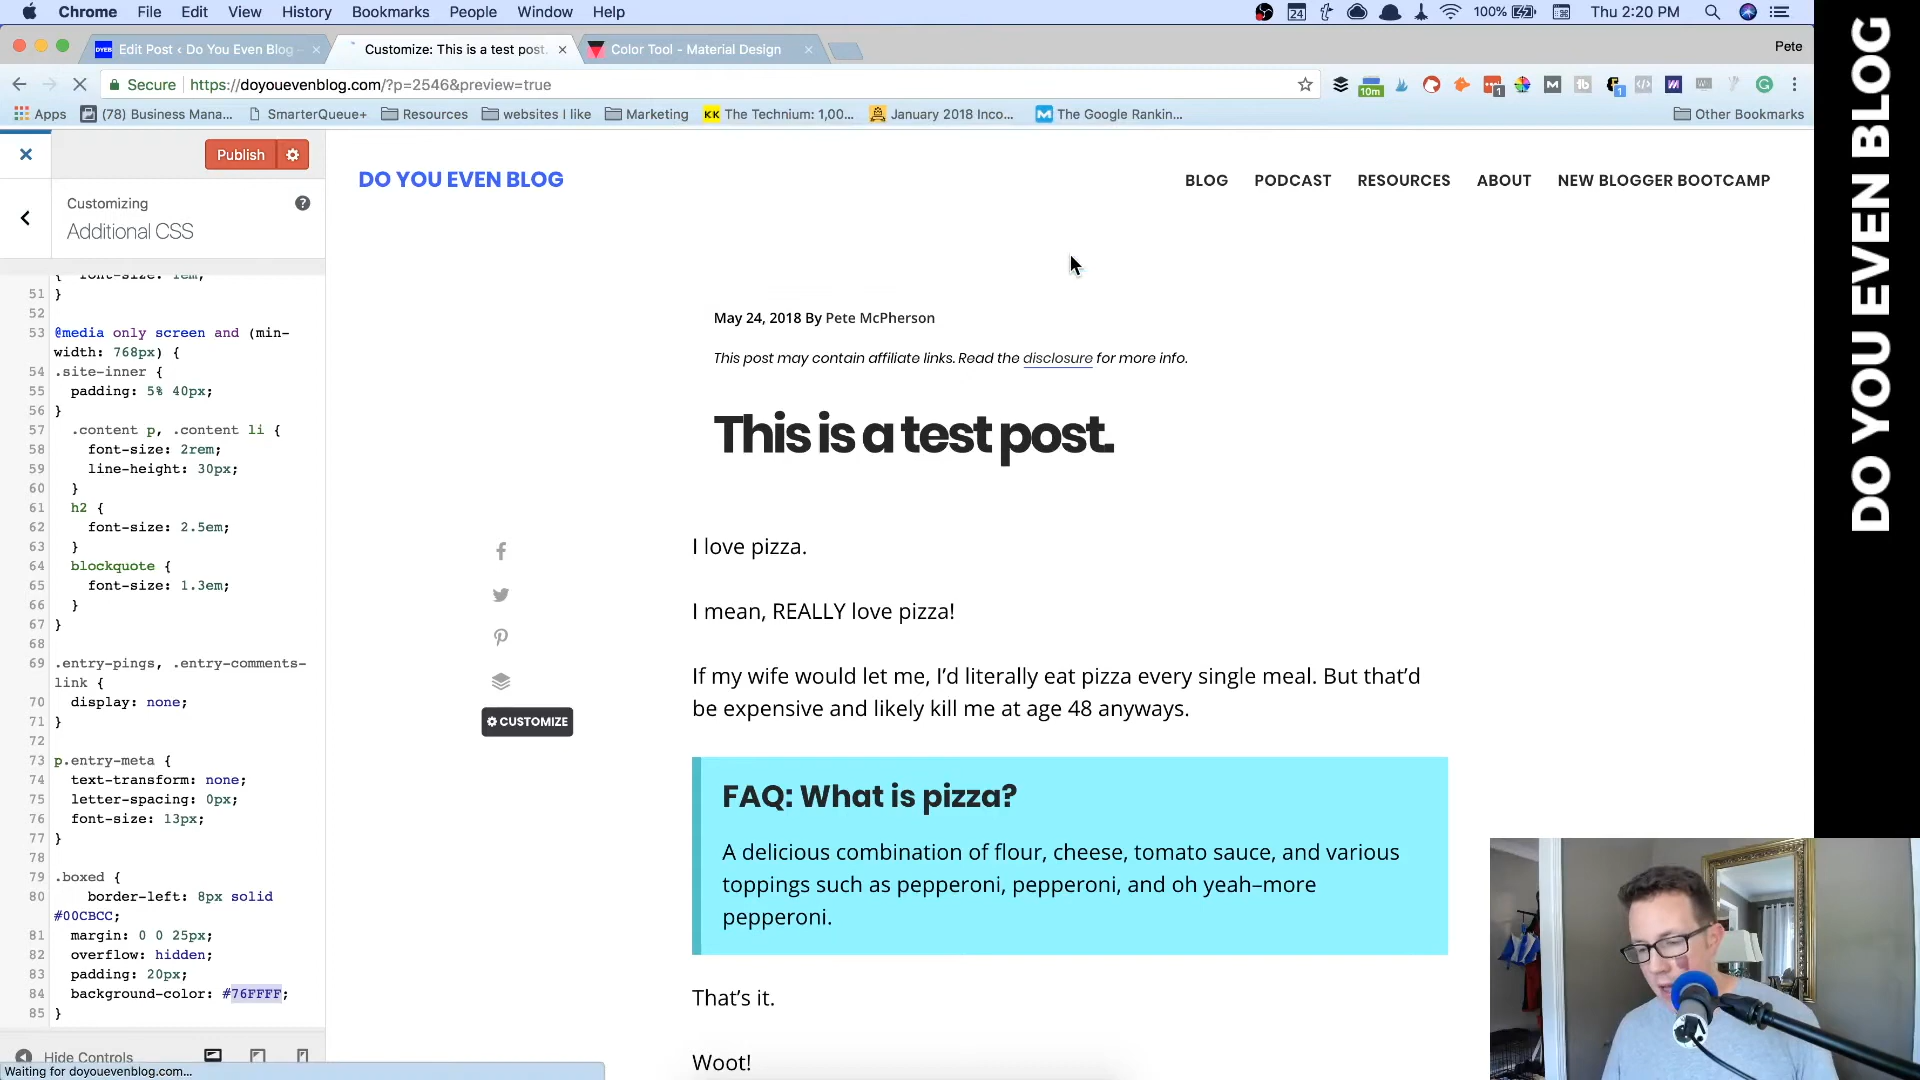 Chrome File Edit View History Bookmarks People Window Help
24 100% Thu 2:20 PM
DYEB Edit Post ‹ Do You Even Blog –
Customize: This is a test post.
Color Tool - Material Design
Pete
Secure https://doyouevenblog.com/?p=2546&preview=true
10m 1 1
Apps (78) Business Mana... SmarterQueue+ Resources websites I like Marketing KK The Technium: 1,00... January 2018 Inco... The Google Rankin... Other Bookmarks
Publish
Customizing
Additional CSS
{ font-size: 1em;
51 }
52
53 @media only screen and (min-
width: 768px) {
54 .site-inner {
55 padding: 5% 40px;
56 }
57 .content p, .content li {
58 font-size: 2rem;
59 line-height: 30px;
60 }
61 h2 {
62 font-size: 2.5em;
63 }
64 blockquote {
65 font-size: 1.3em;
66 }
67 }
68
69 .entry-pings, .entry-comments-
link {
70 display: none;
71 }
72
73 p.entry-meta {
74 text-transform: none;
75 letter-spacing: 0px;
76 font-size: 13px;
77 }
78
79 .boxed {
80 border-left: 8px solid
#00CBCC;
81 margin: 0 0 25px;
82 overflow: hidden;
83 padding: 20px;
84 background-color: #76FFFF;
85 }
Hide Controls
Waiting for doyouevenblog.com...
DO YOU EVEN BLOG
BLOG PODCAST RESOURCES ABOUT NEW BLOGGER BOOTCAMP
May 24, 2018 By Pete McPherson
This post may contain affiliate links. Read the disclosure for more info.
This is a test post.
I love pizza.
I mean, REALLY love pizza!
If my wife would let me, I'd literally eat pizza every single meal. But that'd
be expensive and likely kill me at age 48 anyways.
CUSTOMIZE
FAQ: What is pizza?
A delicious combination of flour, cheese, tomato sauce, and various
toppings such as pepperoni, pepperoni, and oh yeah–more
pepperoni.
That's it.
Woot!
DO YOU EVEN BLOG